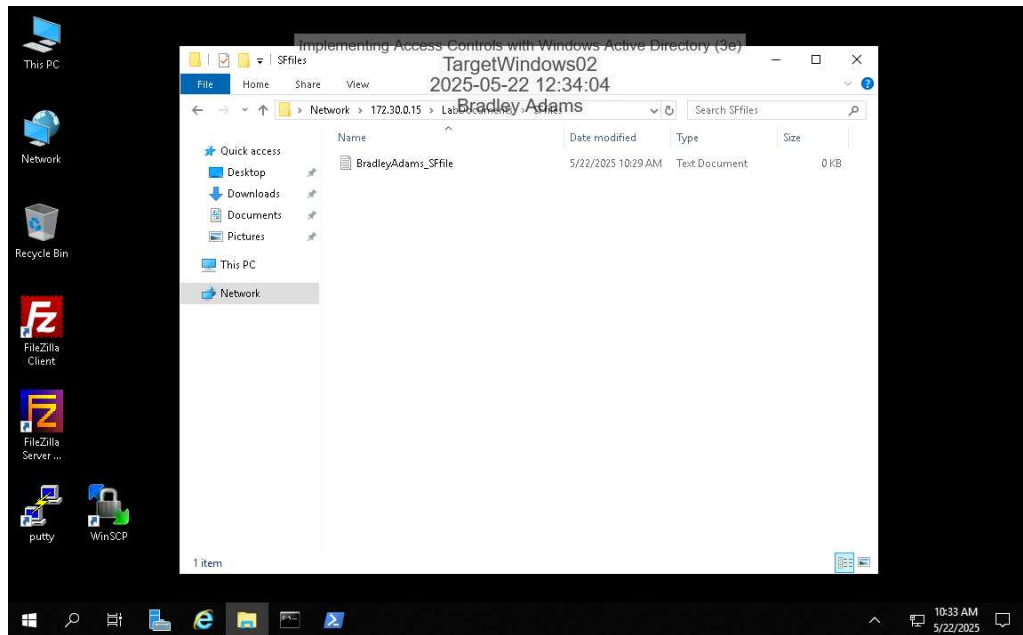 This PC
Network
Recycle Bin
FileZilla
Client
FileZilla
Server ...
putty
WinSCP
Implementing Access Controls with Windows Active Directory (3e)
TargetWindows02
2025-05-22 12:34:04
Bradley Adams
SFfiles
File Home Share View
Network > 172.30.0.15 > LabDocuments > SFfiles
Search SFfiles
Quick access
Desktop
Downloads
Documents
Pictures
This PC
Network
Name Date modified Type Size
BradleyAdams_SFfile 5/22/2025 10:29 AM Text Document 0 KB
1 item
10:33 AM
5/22/2025